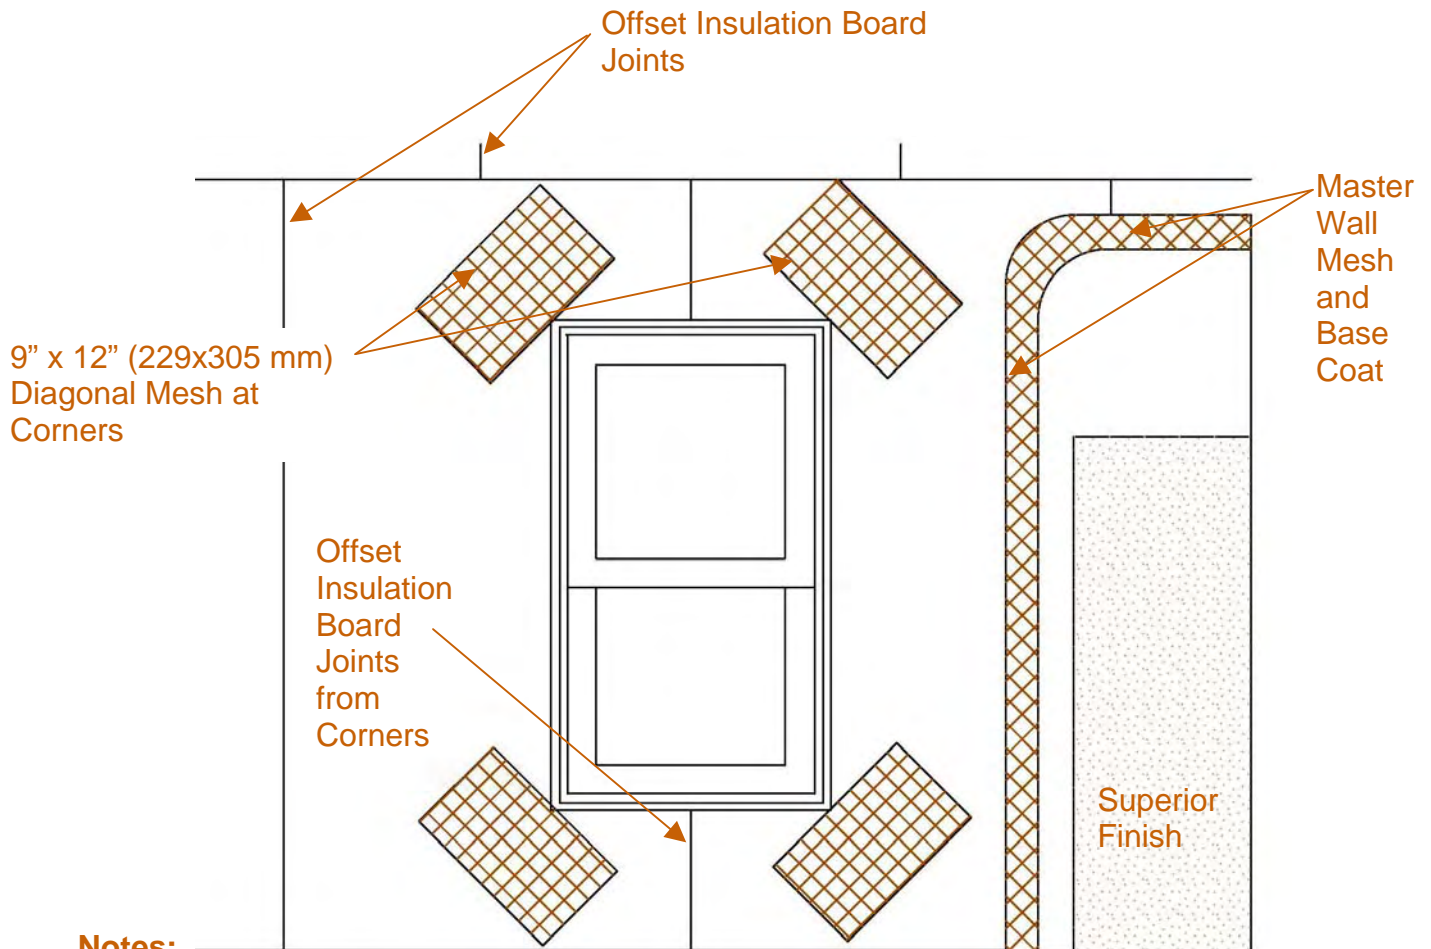 Offset Insulation Board
Joints
Master
Wall
Mesh
and
Base
Coat
9” x 12” (229x305 mm)
Diagonal Mesh at
Corners
Offset
Insulation
Board
Joints
from
Corners
Superior
Finish
Notes: